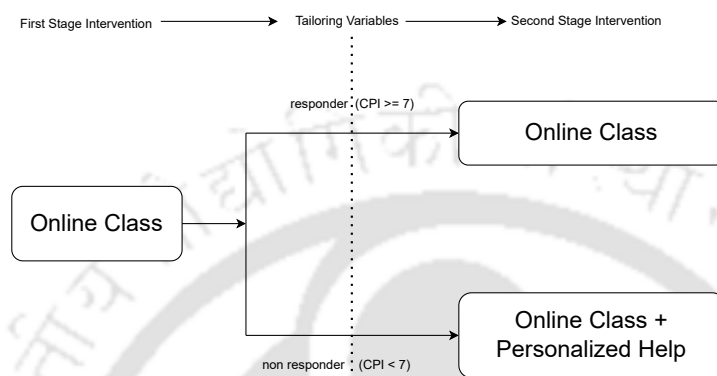 First Stage Intervention Tailoring Variables Second Stage Intervention
responder (CPI >= 7)
Online Class
Online Class
Online Class +
Personalized Help
non responder (CPI < 7)